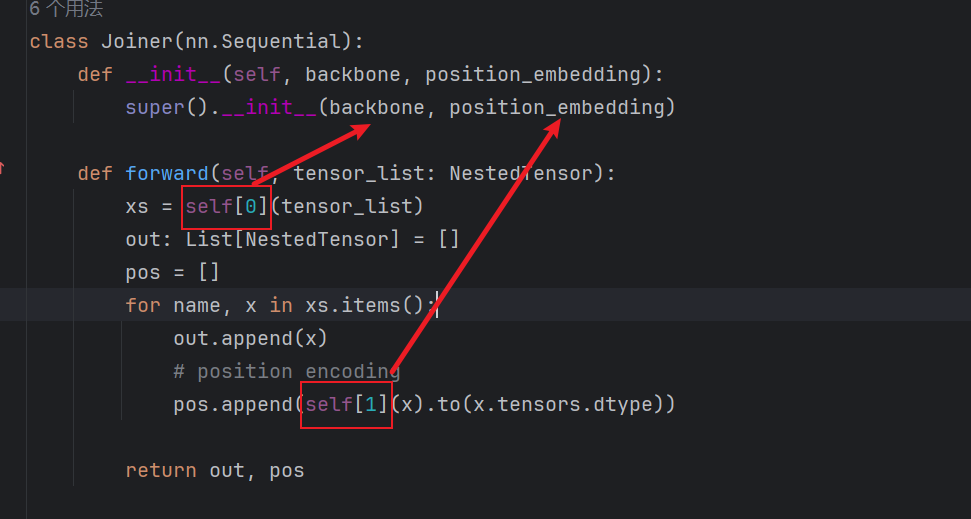 6 个用法
class Joiner(nn.Sequential):
def __init__(self, backbone, position_embedding):
super().__init__(backbone, position_embedding)
def forward(self, tensor_list: NestedTensor):
xs = self[0](tensor_list)
out: List[NestedTensor] = []
pos = []
for name, x in xs.items():
out.append(x)
# position encoding
pos.append(self[1](x).to(x.tensors.dtype))
return out, pos